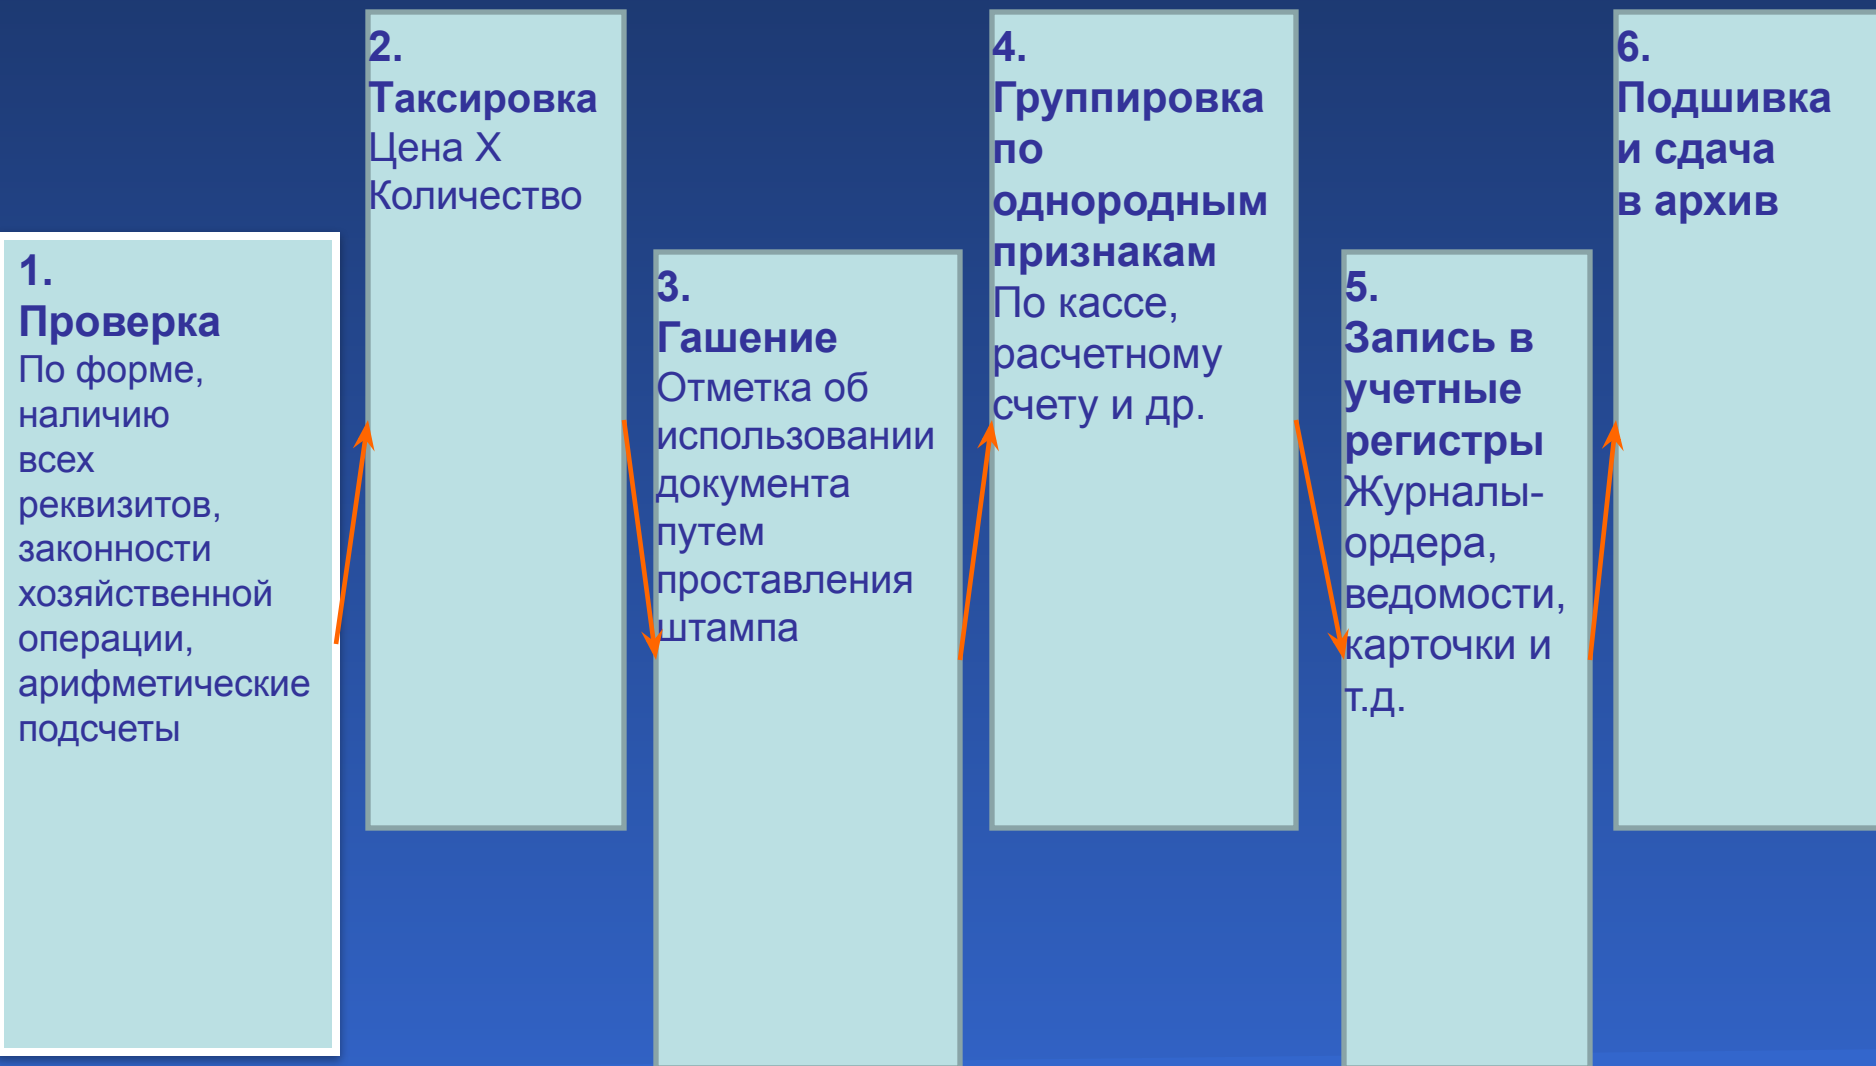 1.
Проверка
По форме,
наличию
всех
реквизитов,
законности
хозяйственной
операции,
арифметические
подсчеты
2.
Таксировка
Цена Х
Количество
3.
Гашение
Отметка об
использовании
документа
путем
проставления
штампа
4.
Группировка
по
однородным
признакам
По кассе,
расчетному
счету и др.
5.
Запись в
учетные
регистры
Журналы-
ордера,
ведомости,
карточки и
т.д.
6.
Подшивка
и сдача
в архив